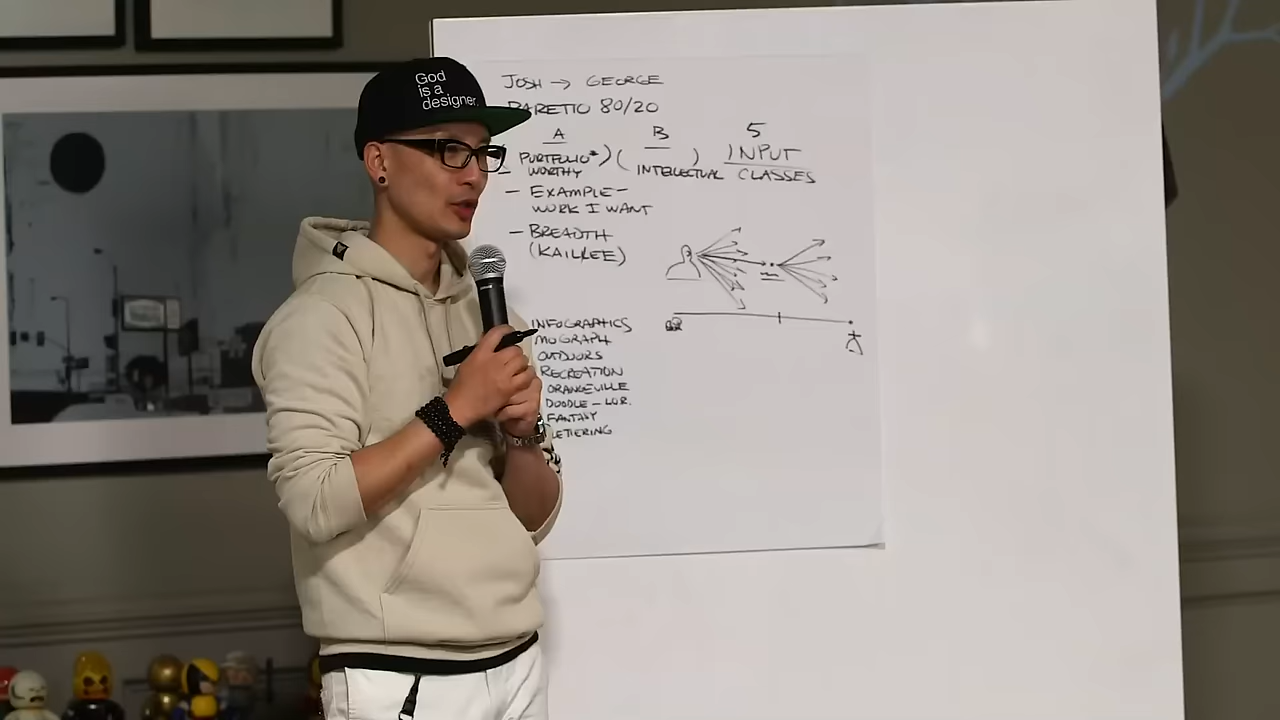 God
is a
designer.
JOSH → GEORGE
PARETIO 80/20
A B 5
PORTFOLIO* ) ( ) INPUT
WORTHY INTELLECTUAL CLASSES
- EXAMPLE -
WORK I WANT
- BREADTH
(KAILLEE)
INFOGRAPHICS
MOGRAPH
OUTDOORS
RECREATION
ORANGEVILLE
DOODLE -
FANTASY
LETTERING